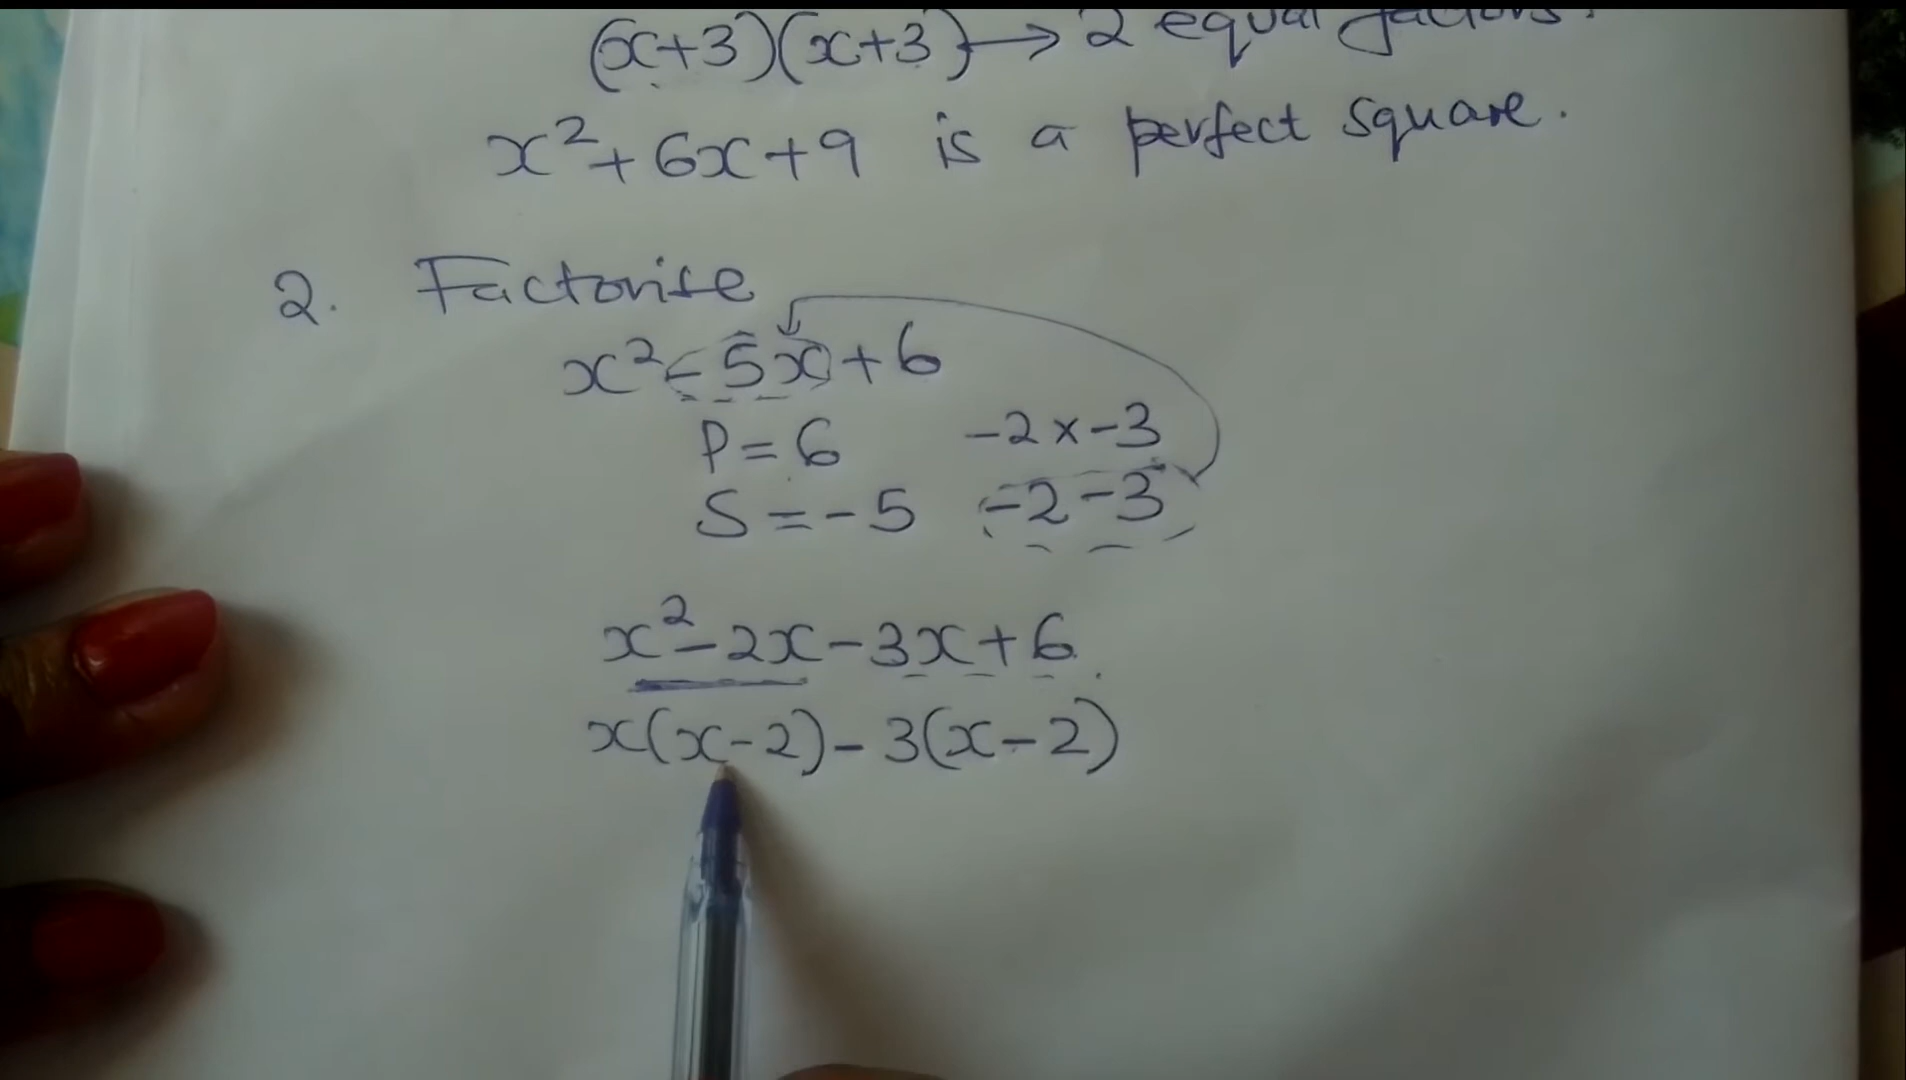 (x+3)(x+3) → 2 equal factors.
x²+6x+9 is a perfect square.
2. Factorise
x²-5x+6
P=6 -2x-3
S=-5 -2-3
x²-2x-3x+6
x(x-2)-3(x-2)